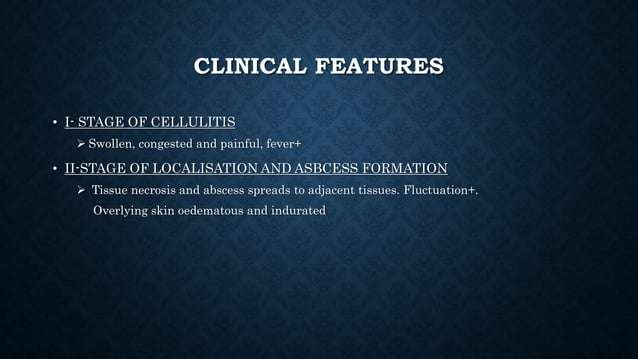 CLINICAL FEATURES
• I- STAGE OF CELLULITIS
➢ Swollen, congested and painful, fever+
• II-STAGE OF LOCALISATION AND ASBCESS FORMATION
➢ Tissue necrosis and abscess spreads to adjacent tissues. Fluctuation+.
Overlying skin oedematous and indurated